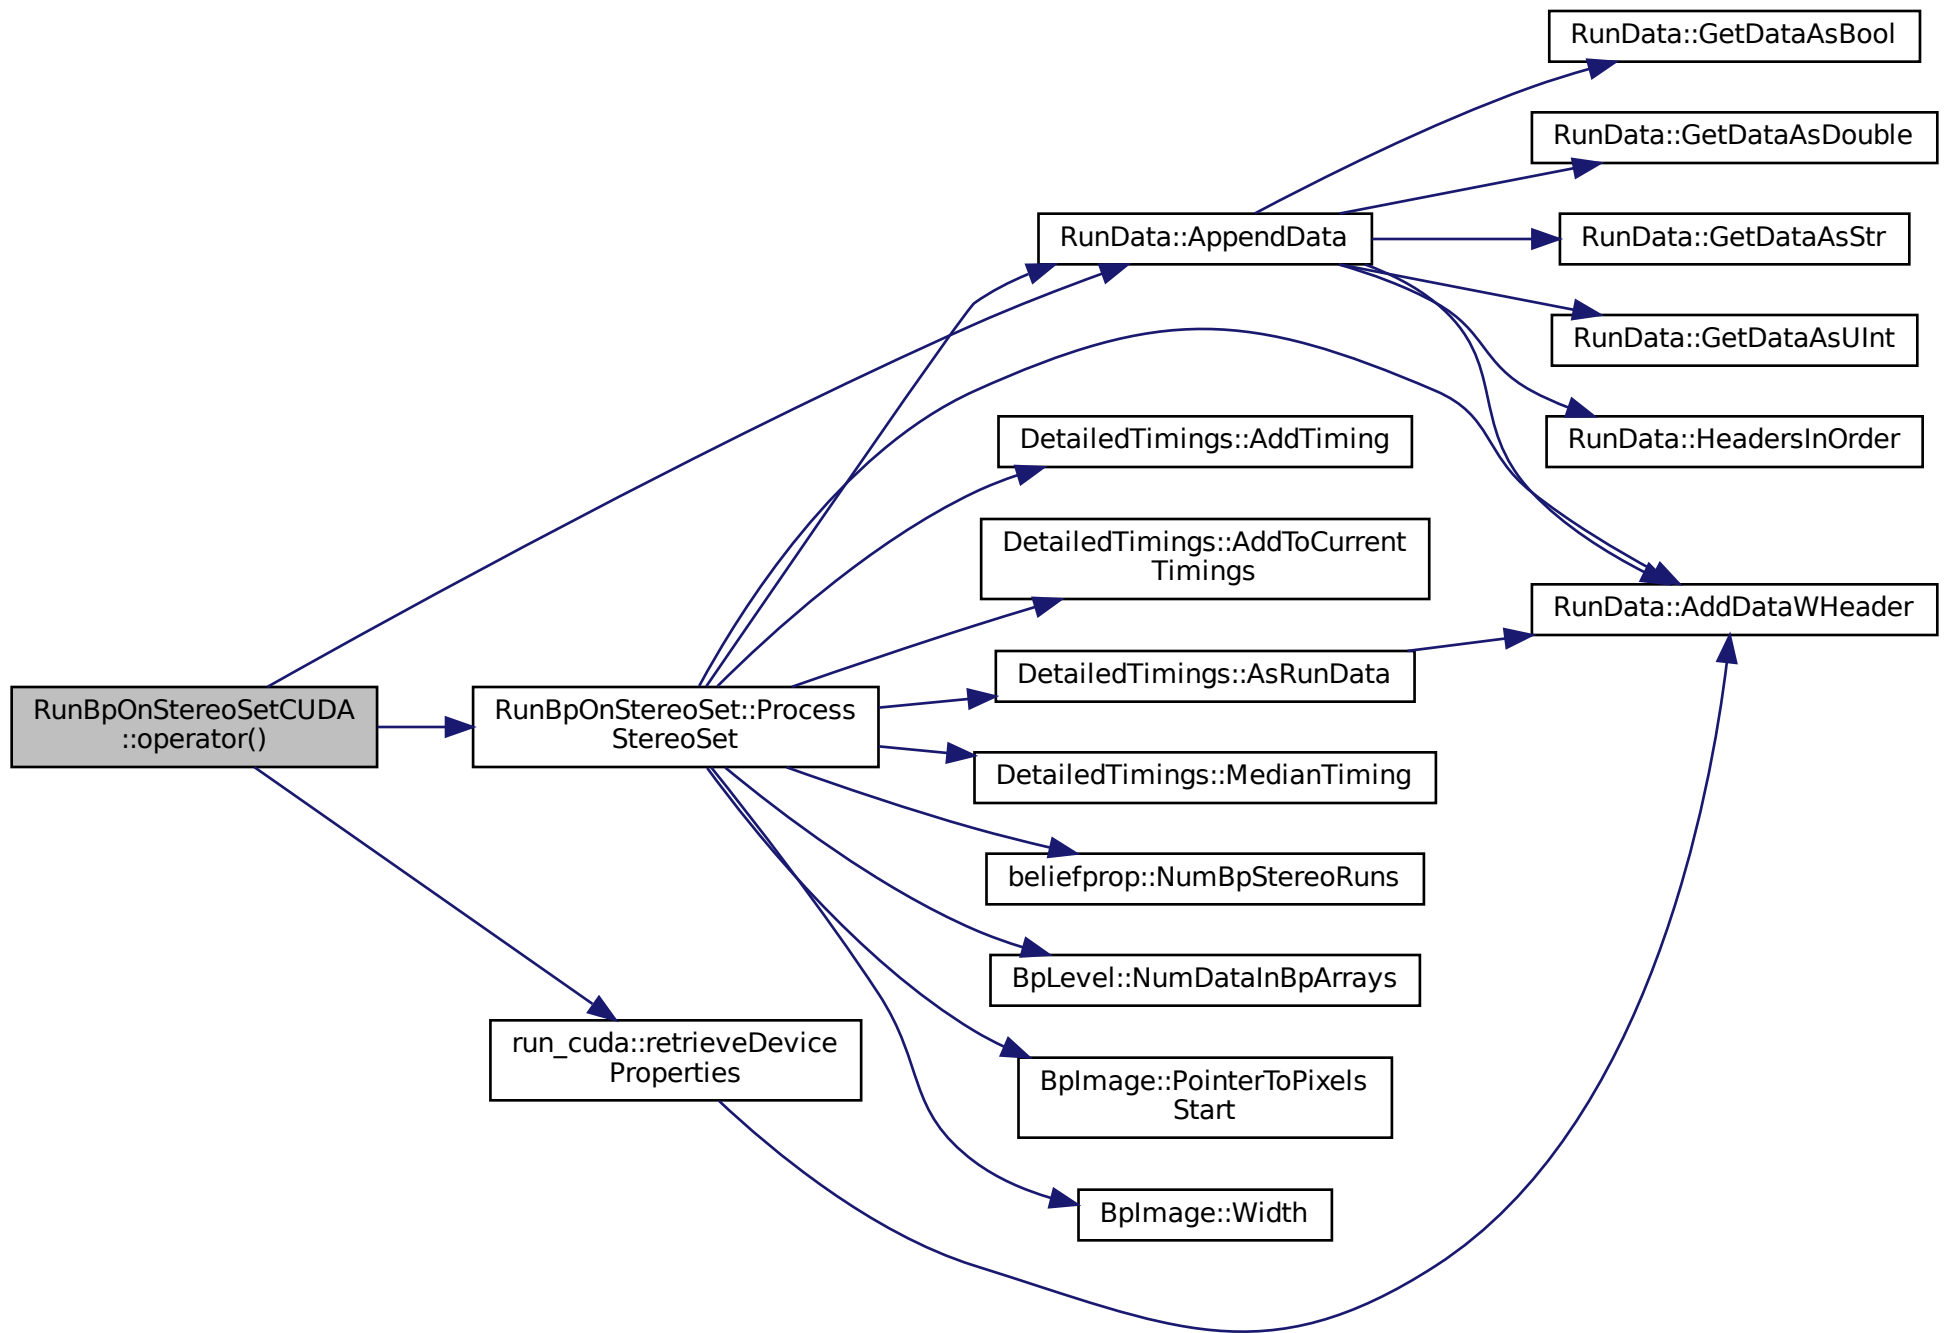 RunBpOnStereoSetCUDA
::operator()
RunBpOnStereoSet::Process
StereoSet
run_cuda::retrieveDevice
Properties
RunData::AppendData
DetailedTimings::AddTiming
DetailedTimings::AddToCurrent
Timings
DetailedTimings::AsRunData
DetailedTimings::MedianTiming
beliefprop::NumBpStereoRuns
BpLevel::NumDataInBpArrays
BpImage::PointerToPixels
Start
BpImage::Width
RunData::GetDataAsBool
RunData::GetDataAsDouble
RunData::GetDataAsStr
RunData::GetDataAsUInt
RunData::HeadersInOrder
RunData::AddDataWHeader